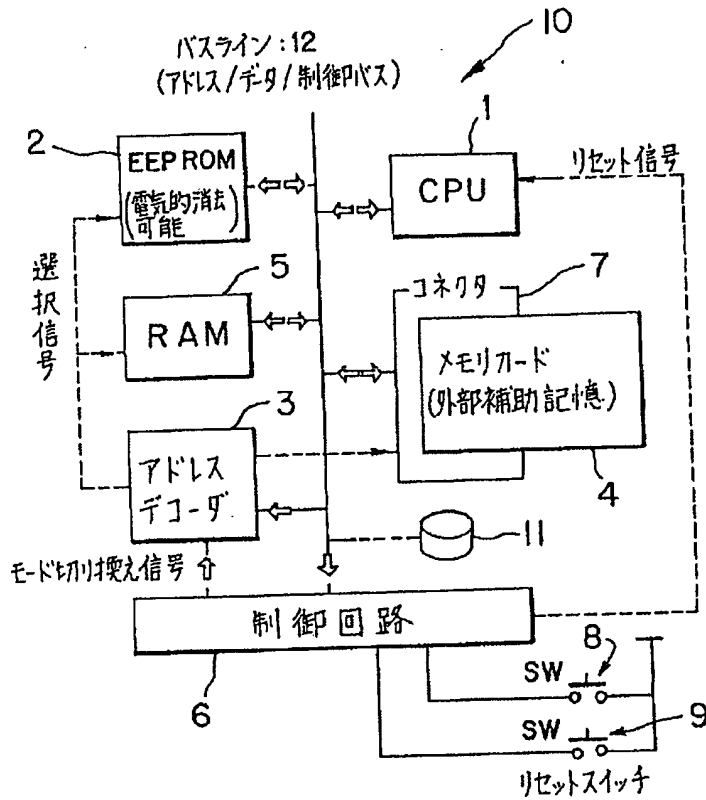 10
バスライン:12
(アドレス/データ/制御バス)
2
EEPROM
(電気的消去
可能)
1
CPU
リセット信号
選択信号
5
RAM
7
コネクタ
メモリカード
(外部補助記憶)
4
3
アドレス
デコーダ
11
モード切り換え信号
制御回路
6
SW
8
SW
9
リセットスイッチ